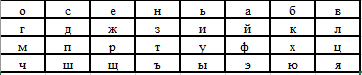 о с е н ь а б в
г д ж з и й к л
м п р т у ф х ц
ч ш щ ъ ы э ю я